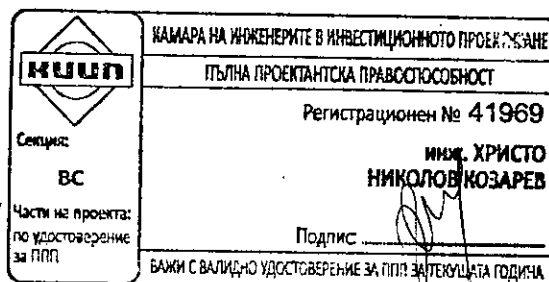 КИИП
Секция:
ВС
Части на проекта:
по удостоверение
за ППП
КАМАРА НА ИНЖЕНЕРИТЕ В ИНВЕСТИЦИОННОТО ПРОЕКТИРАНЕ
ПЪЛНА ПРОЕКТАНТСКА ПРАВОСПОСОБНОСТ
Регистрационен № 41969
инж. ХРИСТО
НИКОЛОВ КОЗАРЕВ
Подпис
ВАЖИ С ВАЛИДНО УДОСТОВЕРЕНИЕ ЗА ППП ЗА ТЕКУЩАТА ГОДИНА